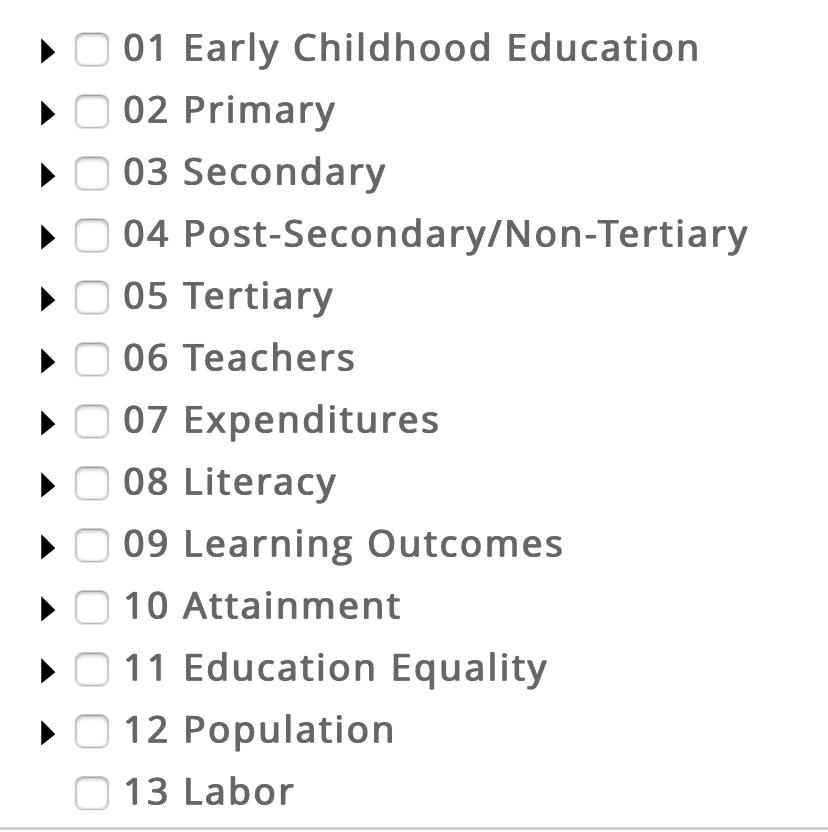 01 Early Childhood Education
02 Primary
03 Secondary
04 Post-Secondary/Non-Tertiary
05 Tertiary
06 Teachers
07 Expenditures
08 Literacy
09 Learning Outcomes
10 Attainment
11 Education Equality
12 Population
13 Labor